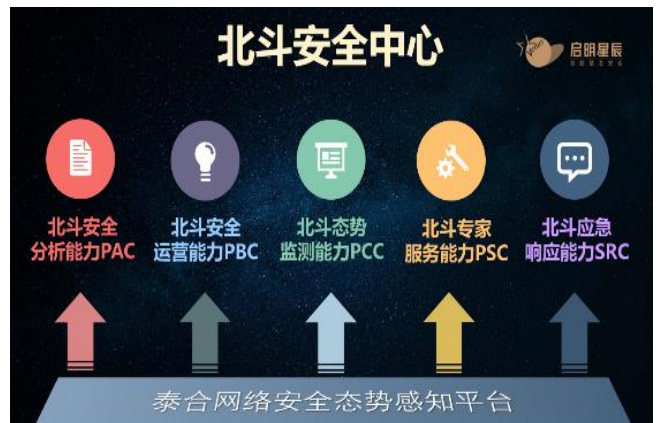 北斗安全中心
启明星辰
北斗安全
分析能力PAC
北斗安全
运营能力PBC
北斗态势
监测能力PCC
北斗专家
服务能力PSC
北斗应急
响应能力SRC
泰合网络安全态势感知平台